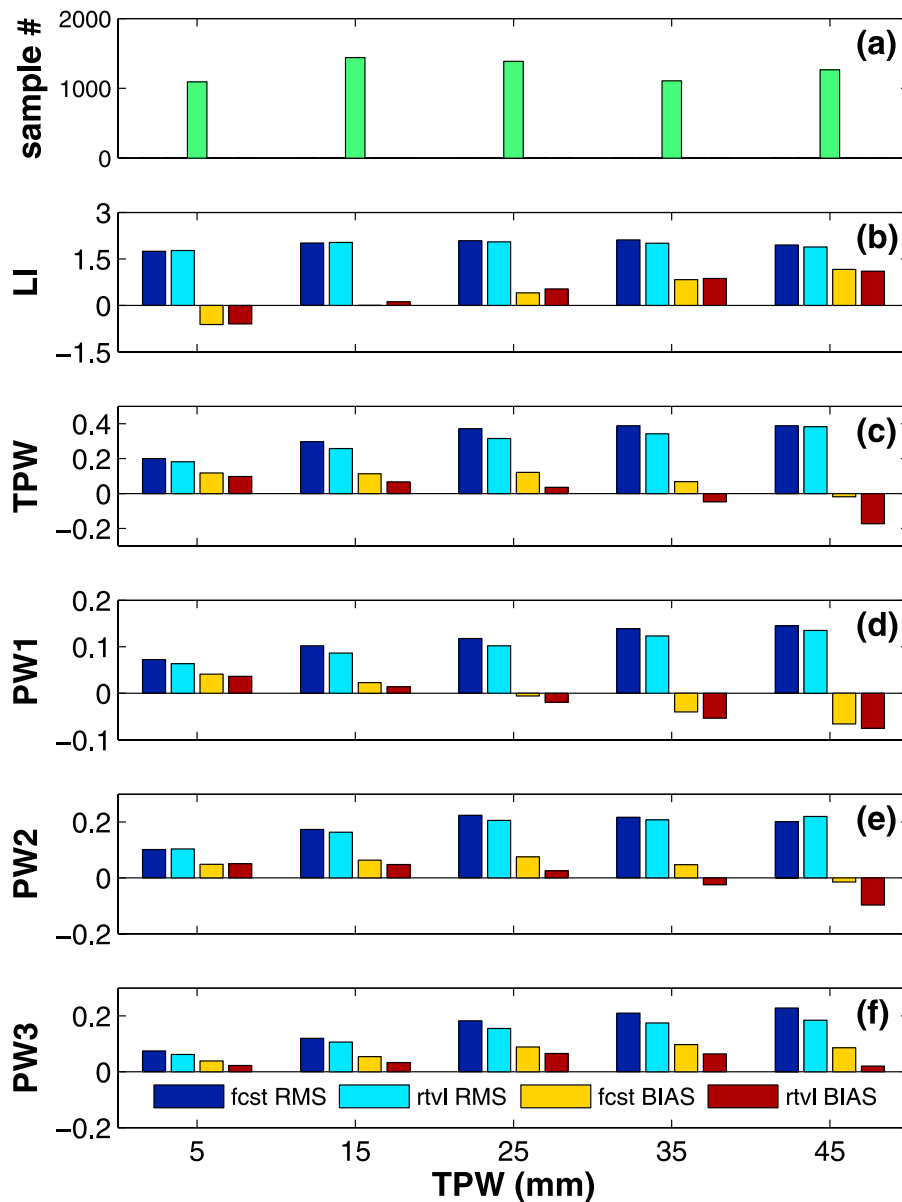 2000
1000
0
sample #
(a)
3
1.5
0
−1.5
LI
(b)
0.4
0.2
0
−0.2
TPW
(c)
0.2
0.1
0
−0.1
PW1
(d)
0.2
0
−0.2
PW2
(e)
0.2
0
−0.2
PW3
(f)
fcst RMS rtvl RMS fcst BIAS rtvl BIAS
5 15 25 35 45
TPW (mm)